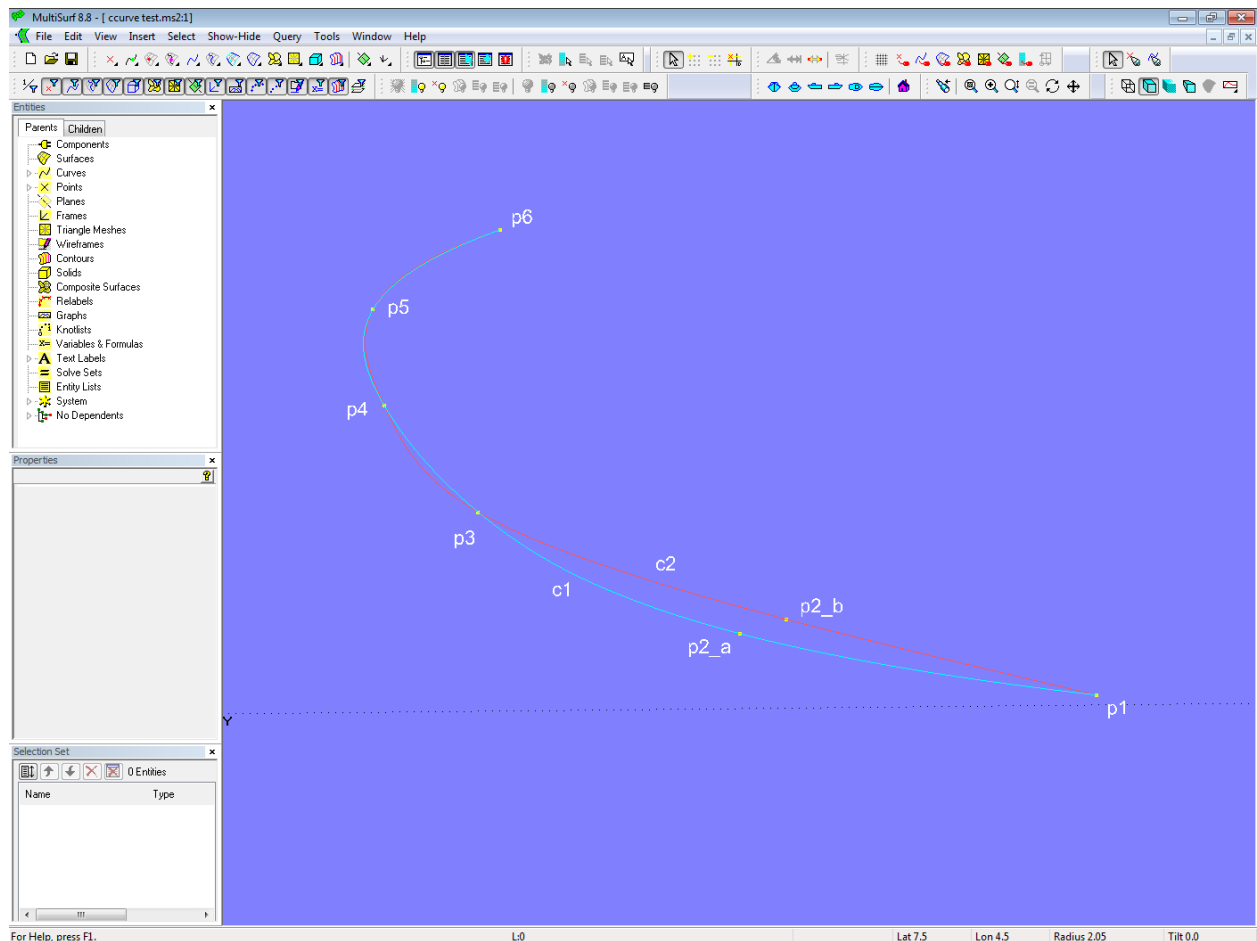 MultiSurf 8.8 - [ ccurve test.ms2:1]
File Edit View Insert Select Show-Hide Query Tools Window Help
Entities
Parents Children
Components
Surfaces
Curves
Points
Planes
Frames
Triangle Meshes
Wireframes
Contours
Solids
Composite Surfaces
Relabels
Graphs
Knotlists
Variables & Formulas
Text Labels
Solve Sets
Entity Lists
System
No Dependents
Properties
Selection Set
0 Entities
Name Type
p6
p5
p4
p3
c2
c1
p2_b
p2_a
p1
Y
For Help, press F1. L:0 Lat 7.5 Lon 4.5 Radius 2.05 Tilt 0.0